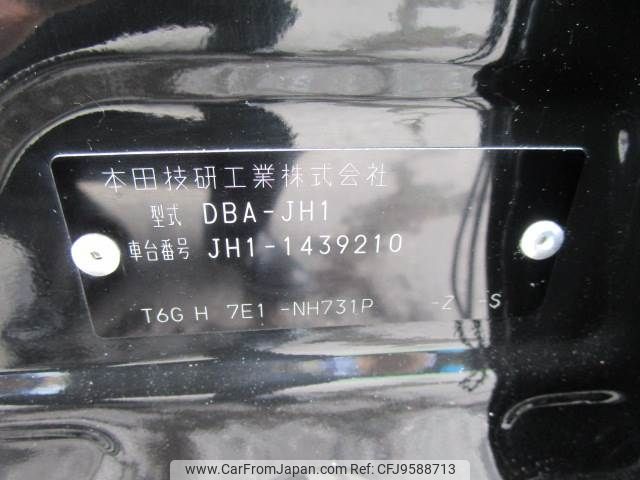 本田技研工業株式会社
型式 DBA-JH1
車台番号 JH1-1439210
T6G H 7E1 -NH731P -Z -S
www.CarFromJapan.com | ID:#CFJ9588713